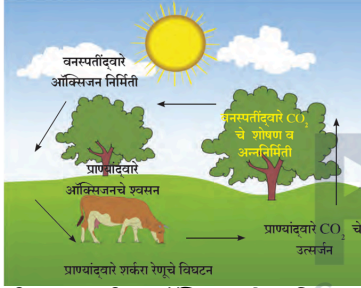 वनस्पतींद्वारे
ऑक्सिजन निर्मिती
वनस्पतींद्वारे CO₂
चे शोषण व
अन्ननिर्मिती
प्राण्यांद्वारे
ऑक्सिजनचे श्वसन
प्राण्यांद्वारे CO₂ चे
उत्सर्जन
प्राण्यांद्वारे शर्करा रेणूचे विघटन